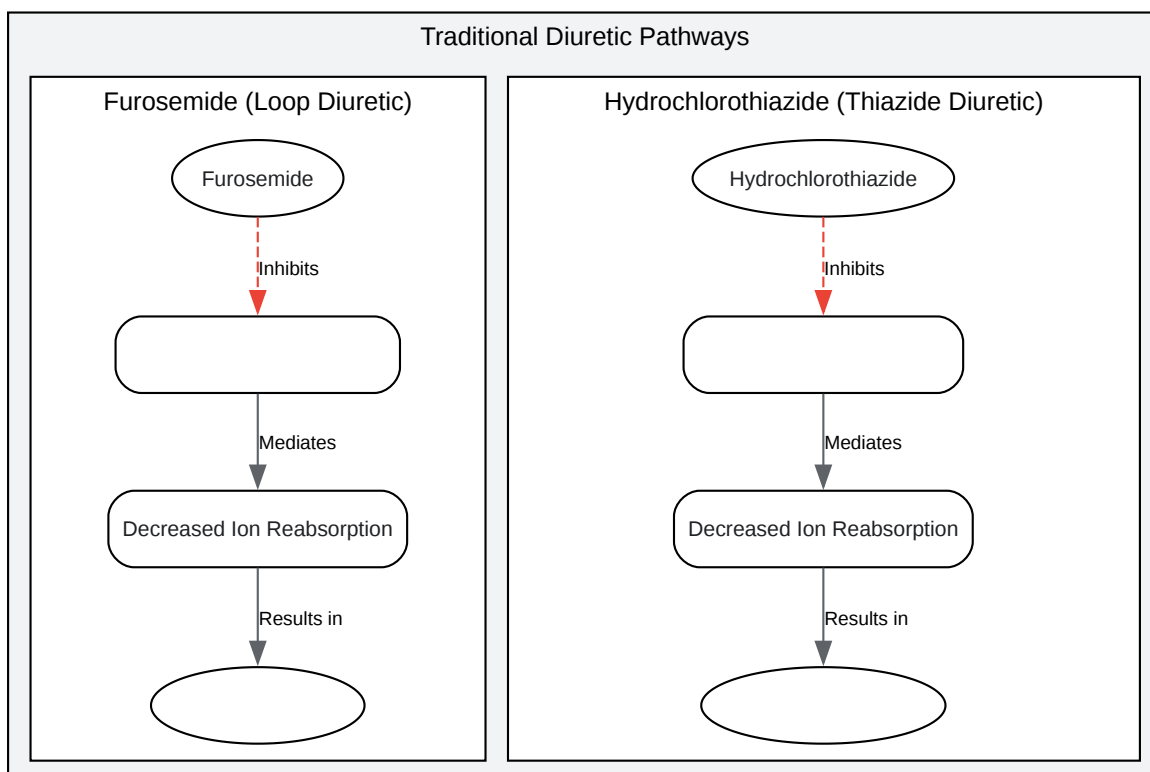 Traditional Diuretic Pathways
Furosemide (Loop Diuretic)
Furosemide
Inhibits
Mediates
Decreased Ion Reabsorption
Results in
Hydrochlorothiazide (Thiazide Diuretic)
Hydrochlorothiazide
Inhibits
Mediates
Decreased Ion Reabsorption
Results in